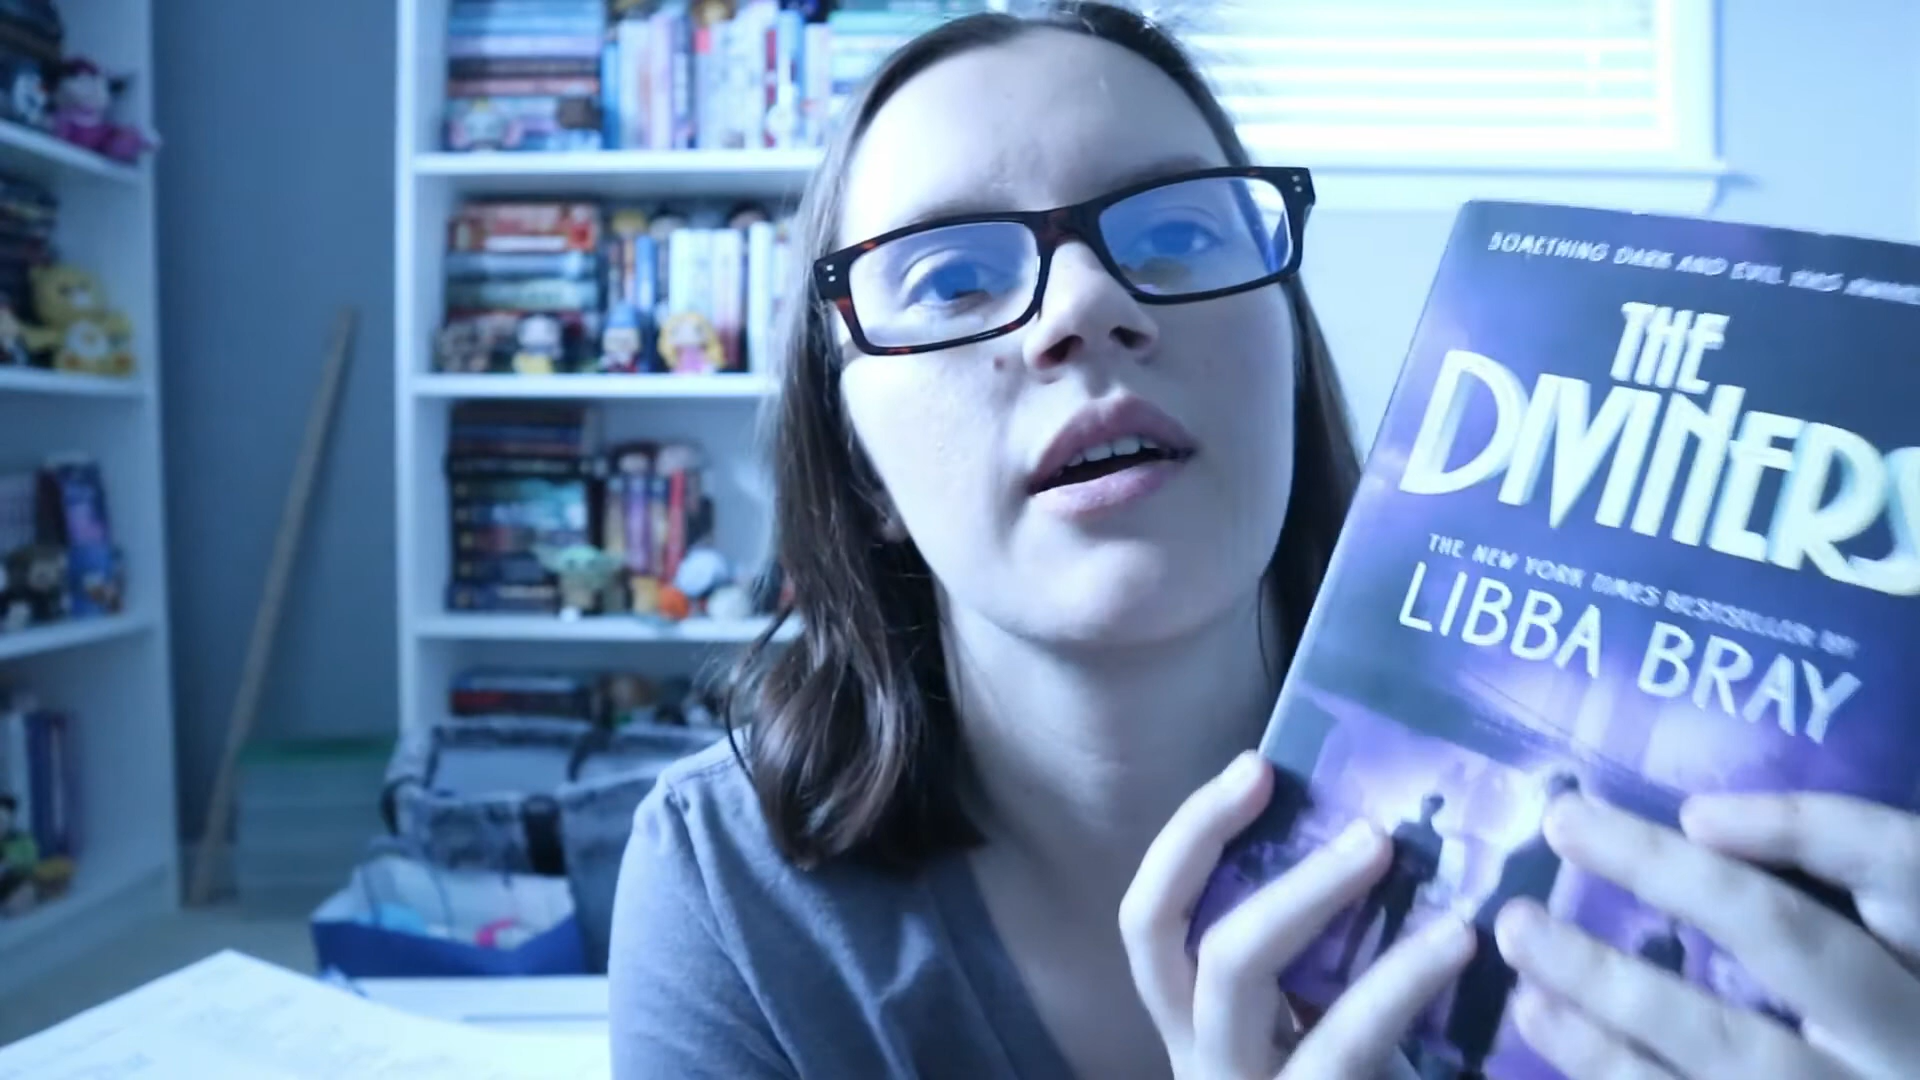 SOMETHING DARK AND EVIL HAS
THE
DIVINERS
THE NEW YORK TIMES BESTSELLER BY
LIBBA BRAY